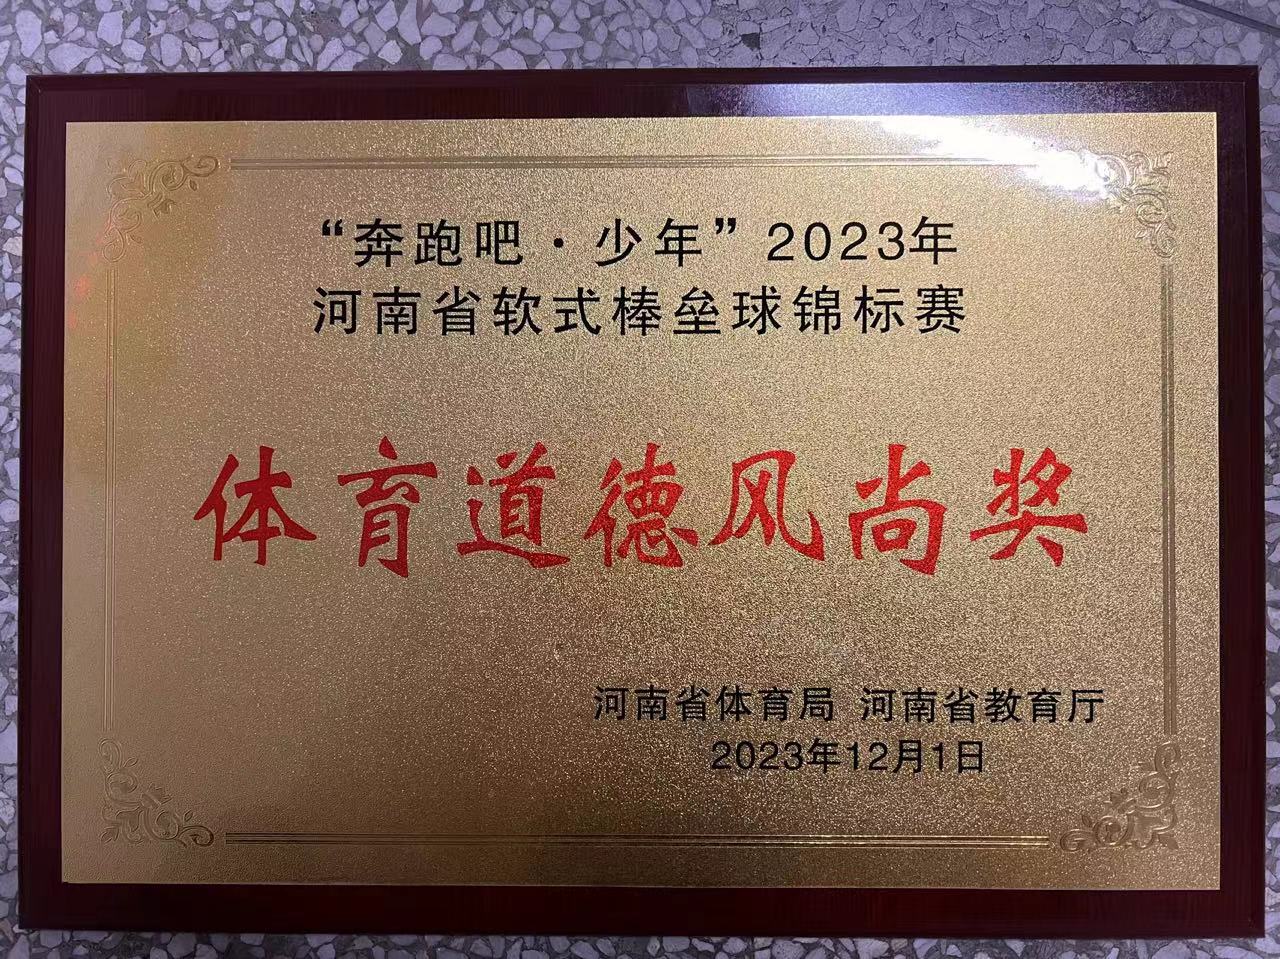 “奔跑吧·少年”2023年
河南省软式棒垒球锦标赛
体育道德风尚奖
河南省体育局 河南省教育厅
2023年12月1日